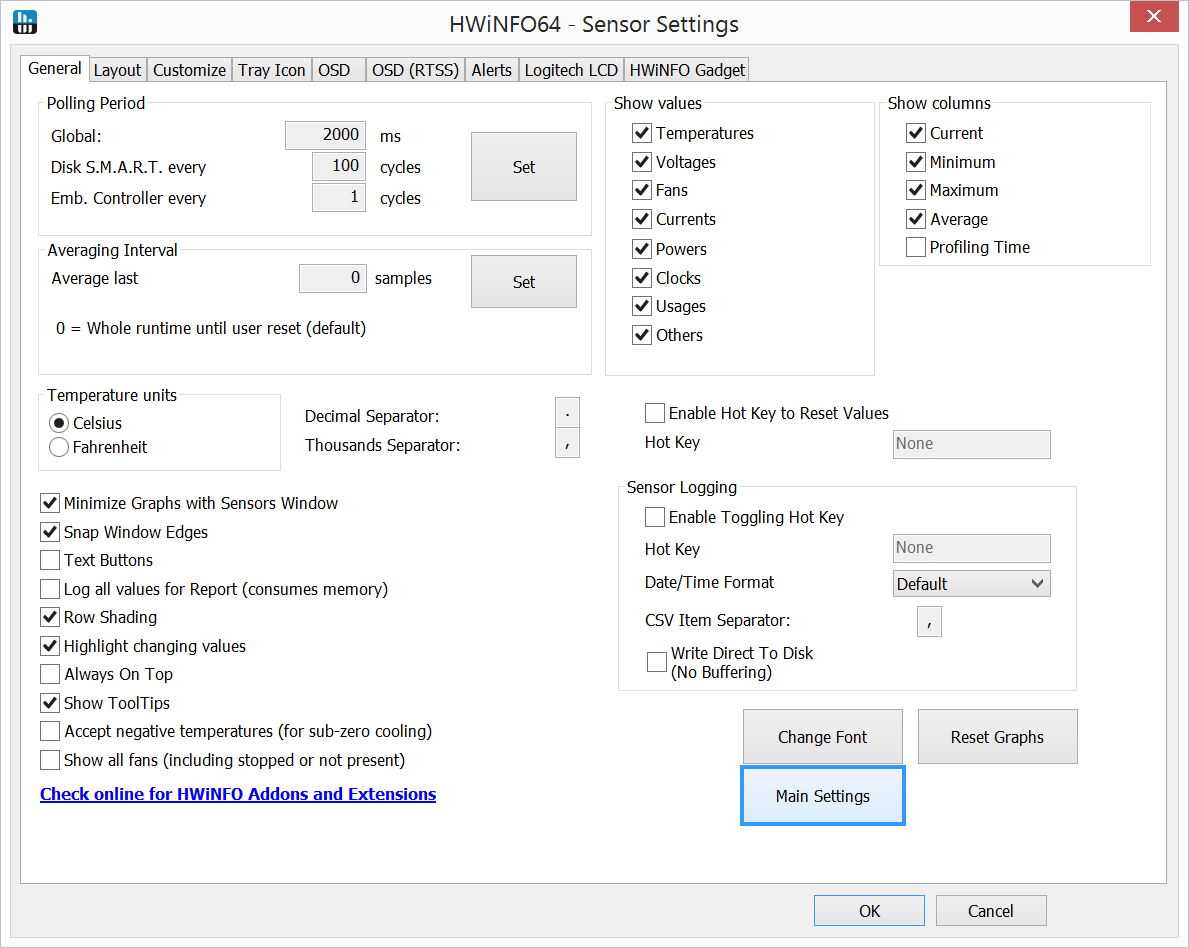 HWiNFO64 - Sensor Settings
General Layout Customize Tray Icon OSD OSD (RTSS) Alerts Logitech LCD HWiNFO Gadget
Polling Period
Global: 2000 ms
Disk S.M.A.R.T. every 100 cycles
Emb. Controller every 1 cycles
Set
Averaging Interval
Average last 0 samples
Set
0 = Whole runtime until user reset (default)
Show values
Temperatures
Voltages
Fans
Currents
Powers
Clocks
Usages
Others
Show columns
Current
Minimum
Maximum
Average
Profiling Time
Temperature units
Celsius
Fahrenheit
Decimal Separator: .
Thousands Separator: ,
Enable Hot Key to Reset Values
Hot Key None
Minimize Graphs with Sensors Window
Snap Window Edges
Text Buttons
Log all values for Report (consumes memory)
Row Shading
Highlight changing values
Always On Top
Show ToolTips
Accept negative temperatures (for sub-zero cooling)
Show all fans (including stopped or not present)
Check online for HWiNFO Addons and Extensions
Sensor Logging
Enable Toggling Hot Key
Hot Key None
Date/Time Format Default
CSV Item Separator: ,
Write Direct To Disk
(No Buffering)
Change Font Reset Graphs
Main Settings
OK Cancel